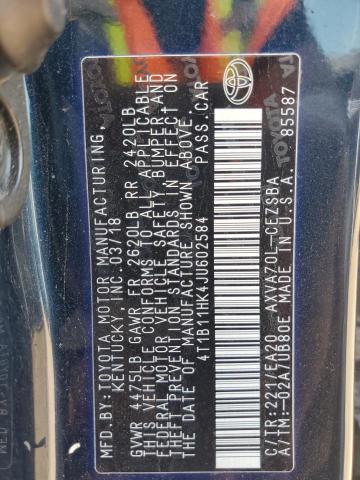 MFD.BY:TOYOTA MOTOR MANUFACTURING,
KENTUCKY, INC. 03/18
GVWR 4475LB GAWR FR 2620LB RR 2420LB
THIS VEHICLE CONFORMS TO ALL APPLICABLE
FEDERAL MOTOR VEHICLE SAFETY, BUMPER, AND
THEFT PREVENTION STANDARDS IN EFFECT ON
THE DATE OF MANUFACTURE SHOWN ABOVE.
4T1B11HK4JU602584 PASS.CAR
C/TR:221/EA20 AXVA70L-CEZSBA
A/TM:-02A/UB80E MADE IN U.S.A. 85587
TOYOTA
TOYOTA